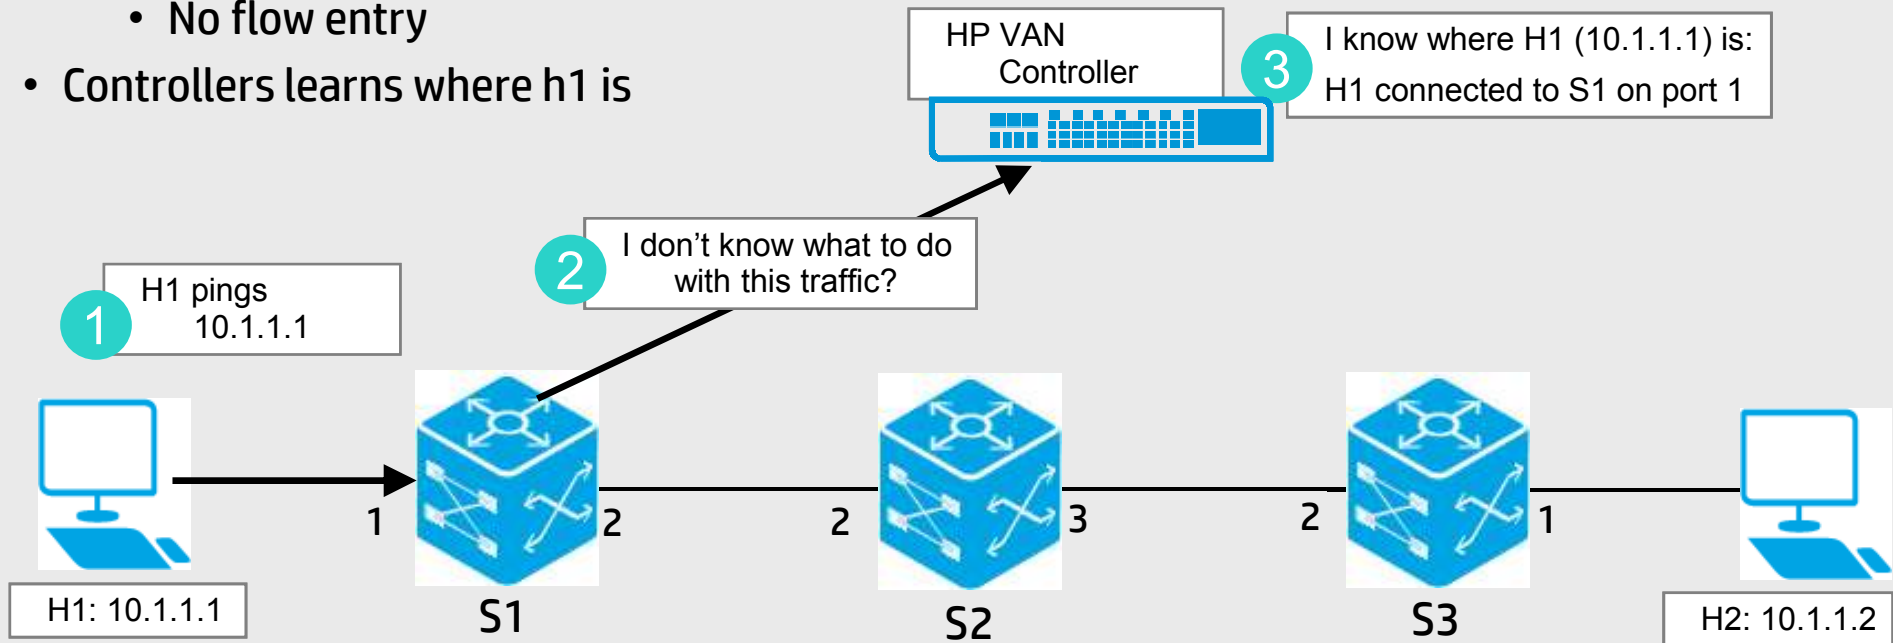 • No flow entry
• Controllers learns where h1 is
HP VAN
Controller
3
I know where H1 (10.1.1.1) is:
H1 connected to S1 on port 1
2
I don't know what to do
with this traffic?
1
H1 pings
10.1.1.1
1
2
2
3
2
1
H1: 10.1.1.1
S1
S2
S3
H2: 10.1.1.2